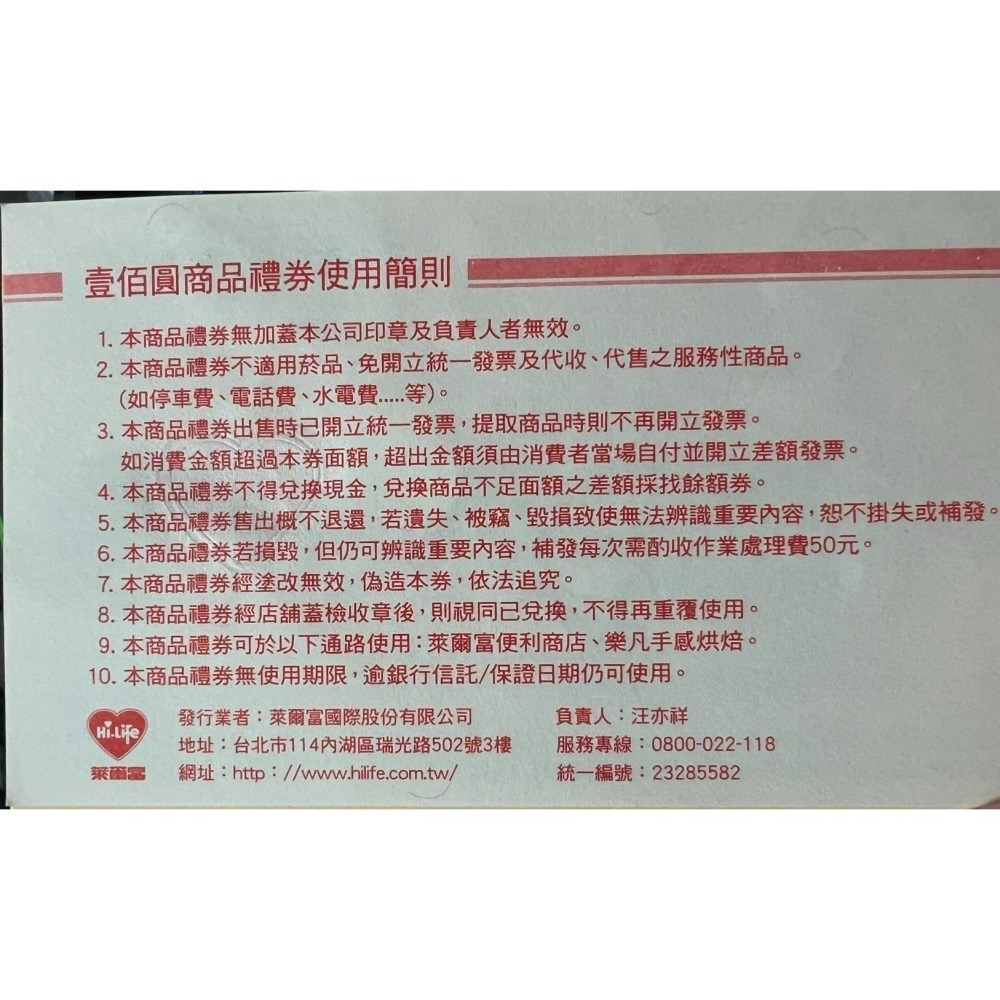 壹佰圓商品禮券使用簡則
1. 本商品禮券無加蓋本公司印章及負責人者無效。
2. 本商品禮券不適用菸品、免開立統一發票及代收、代售之服務性商品。
(如停車費、電話費、水電費.....等)。
3. 本商品禮券出售時已開立統一發票,提取商品時則不再開立發票。
如消費金額超過本券面額,超出金額須由消費者當場自付並開立差額發票。
4. 本商品禮券不得兌換現金,兌換商品不足面額之差額採找餘額券。
5. 本商品禮券售出概不退還,若遺失、被竊、毀損致使無法辨識重要內容,恕不掛失或補發。
6. 本商品禮券若損毀,但仍可辨識重要內容,補發每次需酌收作業處理費50元。
7. 本商品禮券經塗改無效,偽造本券,依法追究。
8. 本商品禮券經店舖蓋檢收章後,則視同已兌換,不得再重覆使用。
9. 本商品禮券可於以下通路使用:萊爾富便利商店、樂凡手感烘焙。
10. 本商品禮券無使用期限,逾銀行信託/保證日期仍可使用。
Hi-Life
萊爾富
發行業者:萊爾富國際股份有限公司
地址:台北市114內湖區瑞光路502號3樓
網址:http://www.hilife.com.tw/
負責人:汪亦祥
服務專線:0800-022-118
統一編號:23285582